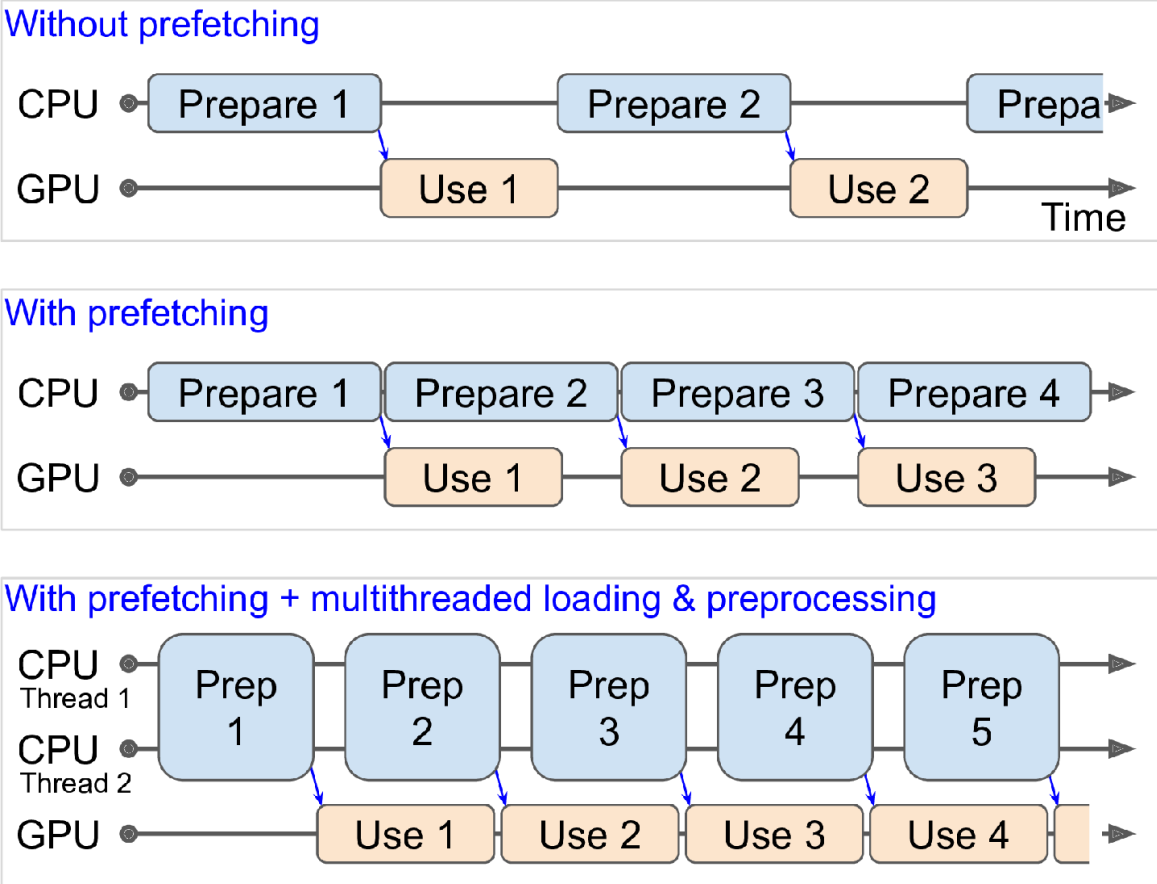 Without prefetching
CPU Prepare 1 Prepare 2 Prepa
GPU Use 1 Use 2
Time
With prefetching
CPU Prepare 1 Prepare 2 Prepare 3 Prepare 4
GPU Use 1 Use 2 Use 3
With prefetching + multithreaded loading & preprocessing
CPU
Thread 1
CPU
Thread 2
Prep
1
Prep
2
Prep
3
Prep
4
Prep
5
GPU Use 1 Use 2 Use 3 Use 4